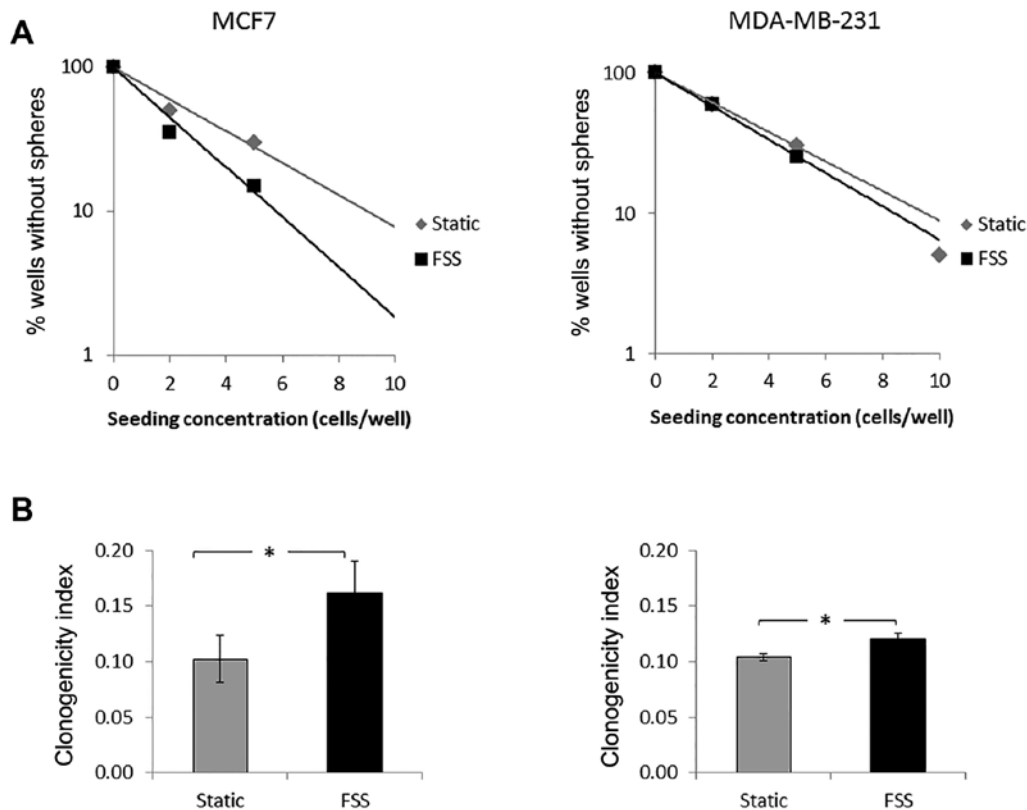 A
MCF7
100
10
1
% wells without spheres
0 2 4 6 8 10
Seeding concentration (cells/well)
Static
FSS
MDA-MB-231
100
10
1
% wells without spheres
0 2 4 6 8 10
Seeding concentration (cells/well)
Static
FSS
B
0.20
0.15
0.10
0.05
0.00
Clonogenicity index
*
Static FSS
0.20
0.15
0.10
0.05
0.00
Clonogenicity index
*
Static FSS